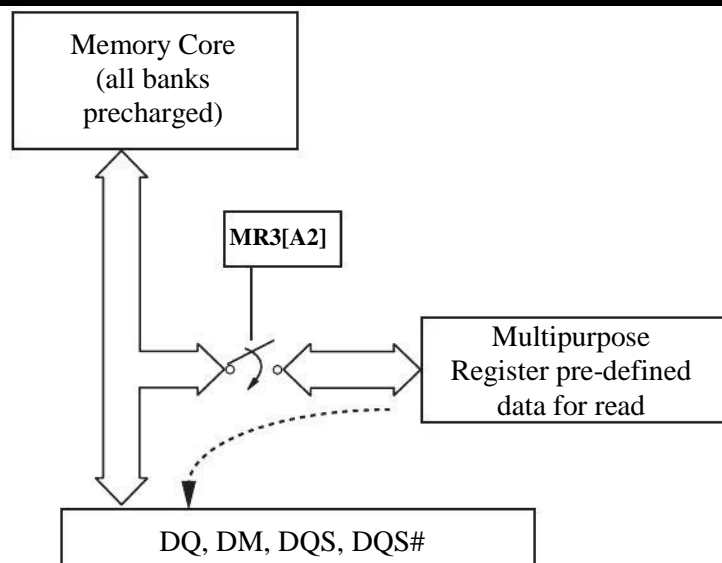 Memory Core
(all banks
precharged)
MR3[A2]
Multipurpose
Register pre-defined
data for read
DQ, DM, DQS, DQS#